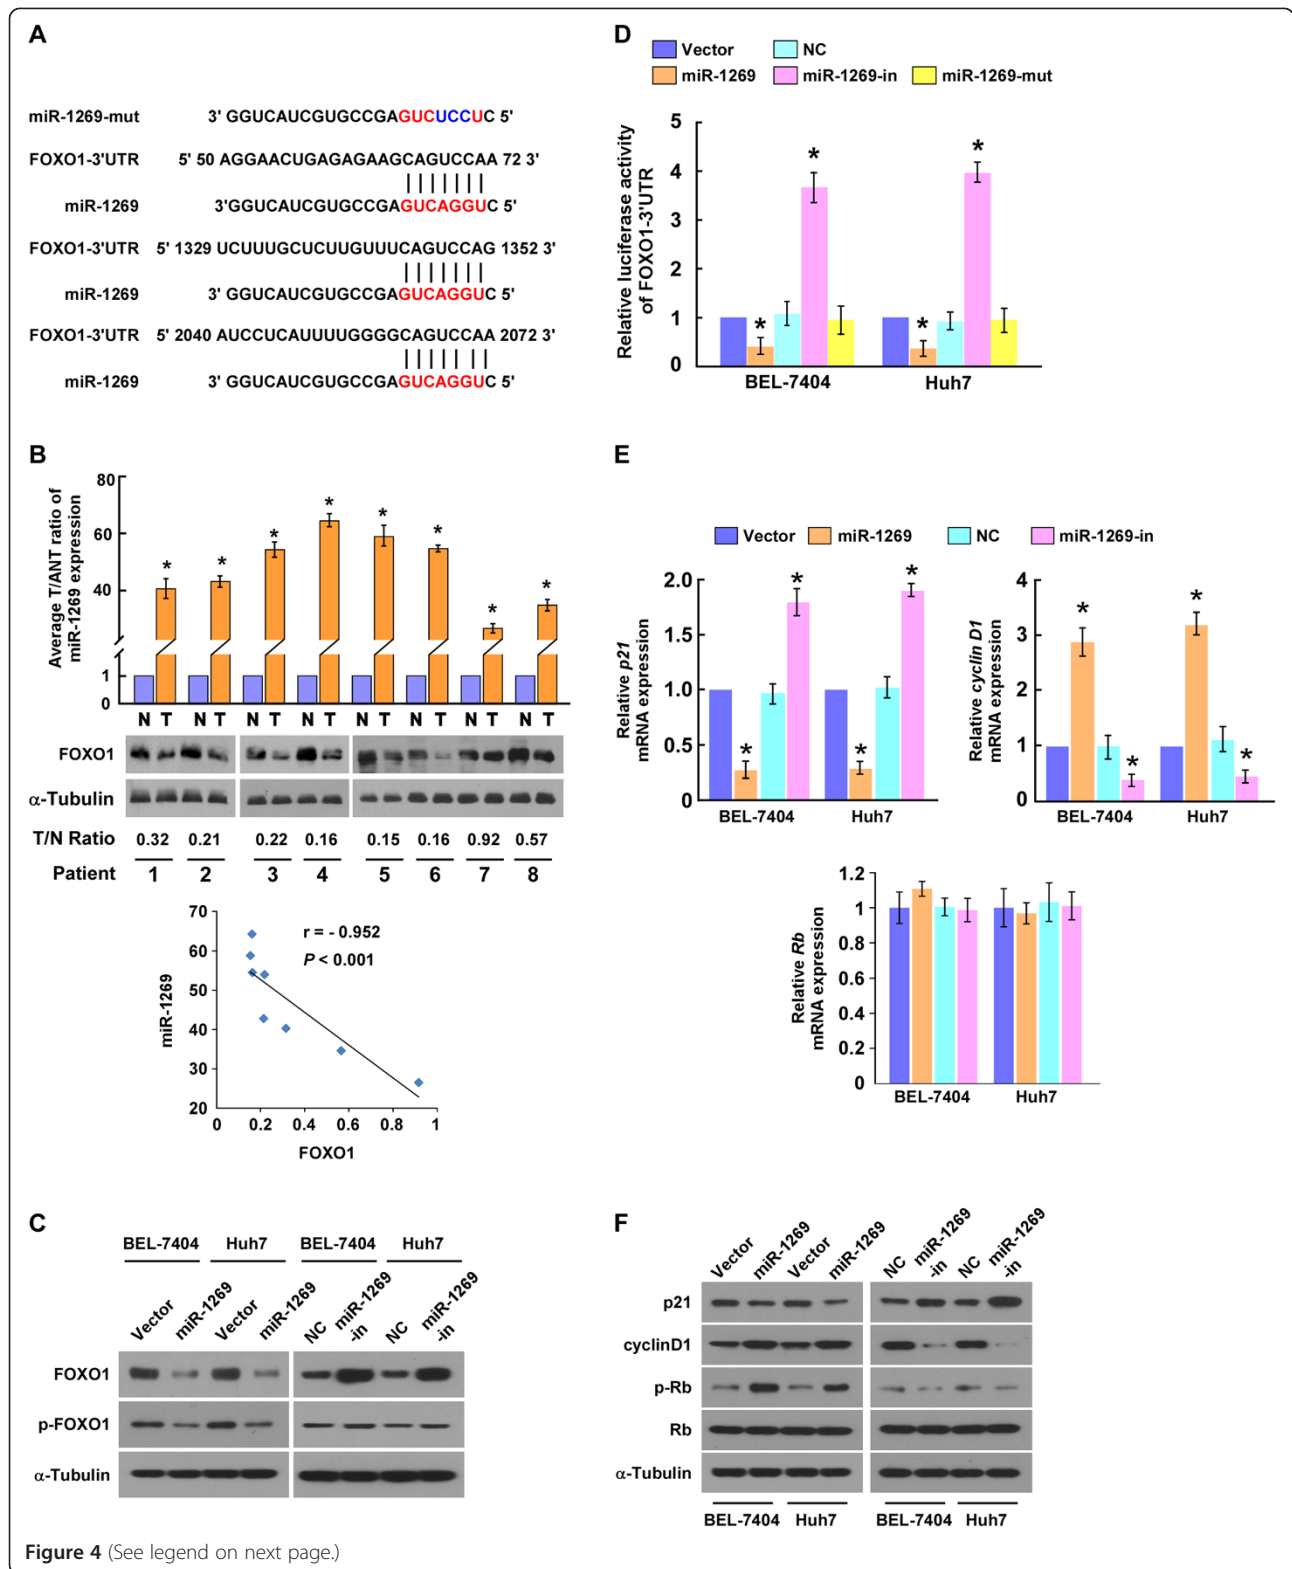 A
miR-1269-mut 3' GGUCAUCGUGCCGAGUCUCCUC 5'
FOXO1-3'UTR 5' 50 AGGAACUGAGAGAAGCAGUCCAA 72 3'
miR-1269 3'GGUCAUCGUGCCGAGUCAGGUC 5'
FOXO1-3'UTR 5' 1329 UCUUUGCUCUUGUUUCAGUCCAG 1352 3'
miR-1269 3' GGUCAUCGUGCCGAGUCAGGUC 5'
FOXO1-3'UTR 5' 2040 AUCCUCAUUUUGGGGCAGUCCAA 2072 3'
miR-1269 3' GGUCAUCGUGCCGAGUCAGGUC 5'
B
Average T/ANT ratio of
miR-1269 expression
80
60
40
1
0
* * * * * * * *
N T N T N T N T N T N T N T N T
FOXO1
α-Tubulin
T/N Ratio 0.32 0.21 0.22 0.16 0.15 0.16 0.92 0.57
Patient 1 2 3 4 5 6 7 8
miR-1269
70
60
50
40
30
20
r = - 0.952
P < 0.001
0 0.2 0.4 0.6 0.8 1
FOXO1
C
BEL-7404 Huh7 BEL-7404 Huh7
Vector miR-1269 Vector miR-1269 NC miR-1269-in NC miR-1269-in
FOXO1
p-FOXO1
α-Tubulin
D
Vector NC
miR-1269 miR-1269-in miR-1269-mut
Relative luciferase activity
of FOXO1-3'UTR
5
4
3
2
1
0
* * * *
BEL-7404 Huh7
E
Vector miR-1269 NC miR-1269-in
Relative p21
mRNA expression
2.0
1.5
1.0
0.5
0
* * * *
BEL-7404 Huh7
Relative cyclin D1
mRNA expression
4
3
2
1
0
* * * *
BEL-7404 Huh7
Relative Rb
mRNA expression
1.2
1
0.8
0.6
0.4
0.2
0
BEL-7404 Huh7
F
Vector miR-1269 Vector miR-1269 NC miR-1269-in NC miR-1269-in
p21
cyclinD1
p-Rb
Rb
α-Tubulin
BEL-7404 Huh7 BEL-7404 Huh7
Figure 4 (See legend on next page.)